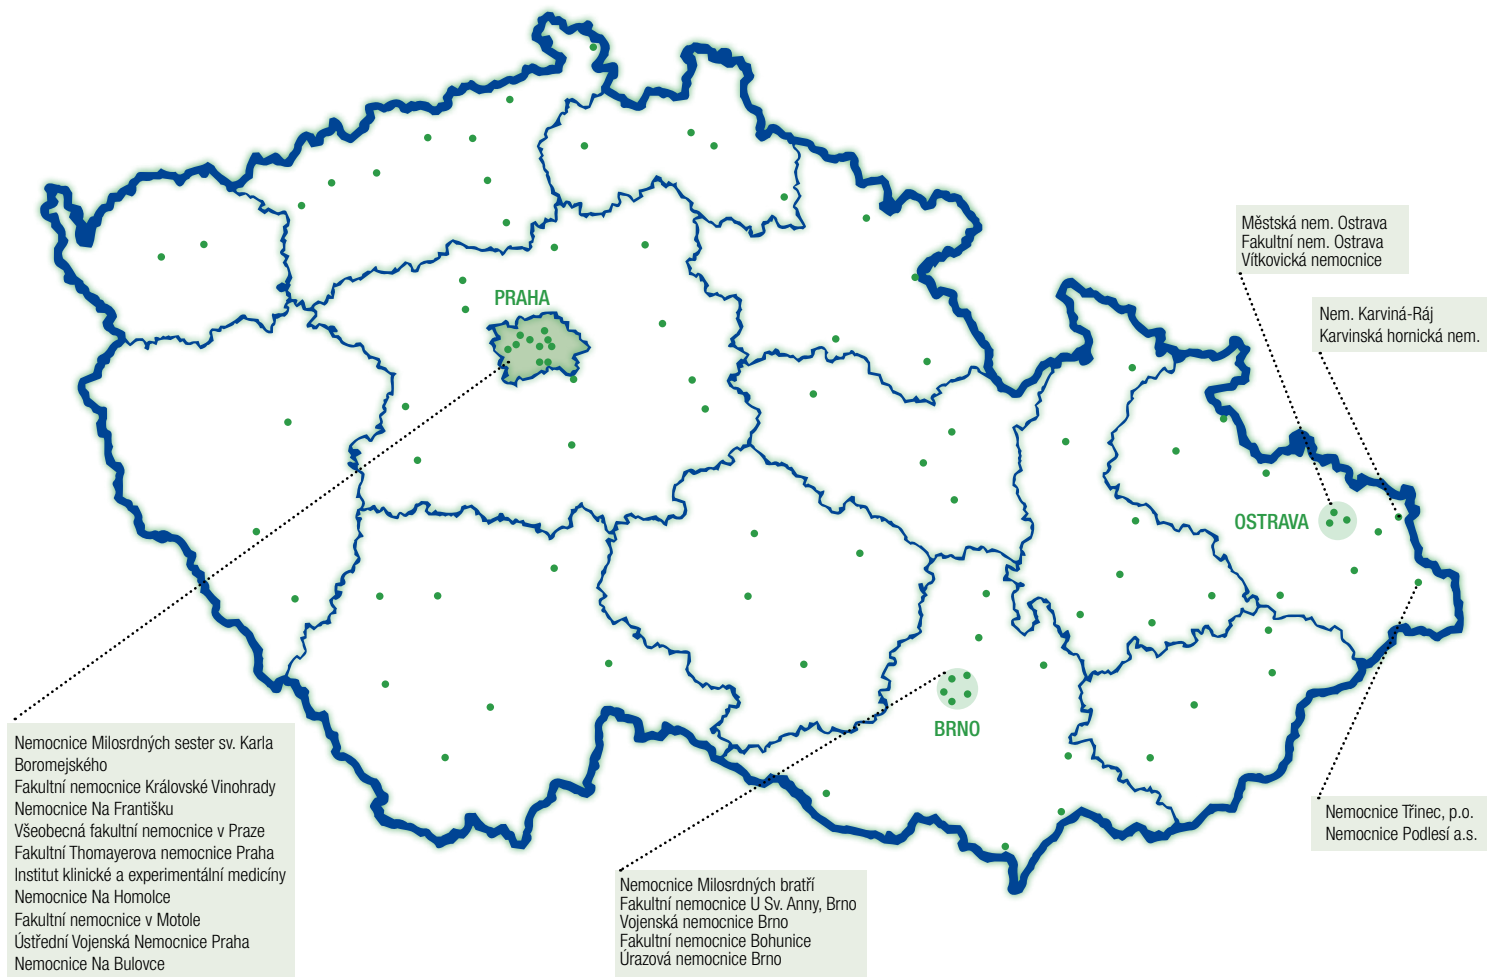 Městská nem. Ostrava
Fakultní nem. Ostrava
Vítkovická nemocnice
PRAHA
Nem. Karviná-Ráj
Karvinská hornická nem.
OSTRAVA
BRNO
Nemocnice Milosrdných sester sv. Karla
Boromejského
Fakultní nemocnice Královské Vinohrady
Nemocnice Na Františku
Všeobecná fakultní nemocnice v Praze
Fakultní Thomayerova nemocnice Praha
Institut klinické a experimentální medicíny
Nemocnice Na Homolce
Fakultní nemocnice v Motole
Ústřední Vojenská Nemocnice Praha
Nemocnice Na Bulovce
Nemocnice Milosrdných bratří
Fakultní nemocnice U Sv. Anny, Brno
Vojenská nemocnice Brno
Fakultní nemocnice Bohunice
Úrazová nemocnice Brno
Nemocnice Třinec, p.o.
Nemocnice Podlesí a.s.